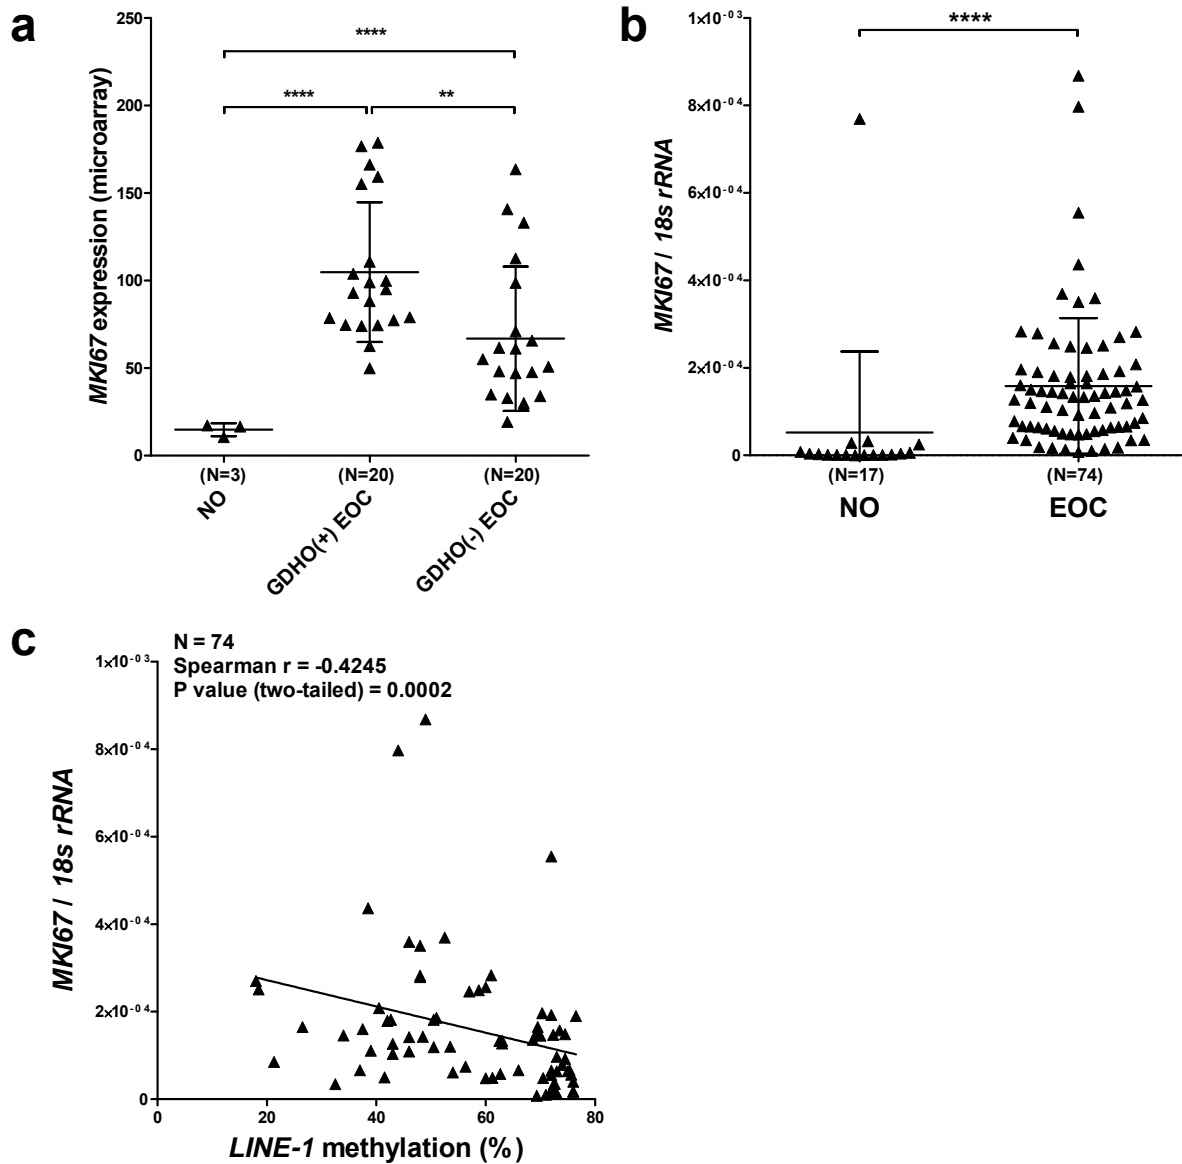 a
MKI67 expression (microarray)
250
200
150
100
50
0
****
****
**
(N=3)
(N=20)
(N=20)
NO
GDHO(+) EOC
GDHO(-) EOC
b
MKI67 / 18s rRNA
1×10⁻⁰³
8×10⁻⁰⁴
6×10⁻⁰⁴
4×10⁻⁰⁴
2×10⁻⁰⁴
0
****
(N=17)
(N=74)
NO
EOC
c
N = 74
Spearman r = -0.4245
P value (two-tailed) = 0.0002
MKI67 / 18s rRNA
1×10⁻⁰³
8×10⁻⁰⁴
6×10⁻⁰⁴
4×10⁻⁰⁴
2×10⁻⁰⁴
0
0
20
40
60
80
LINE-1 methylation (%)